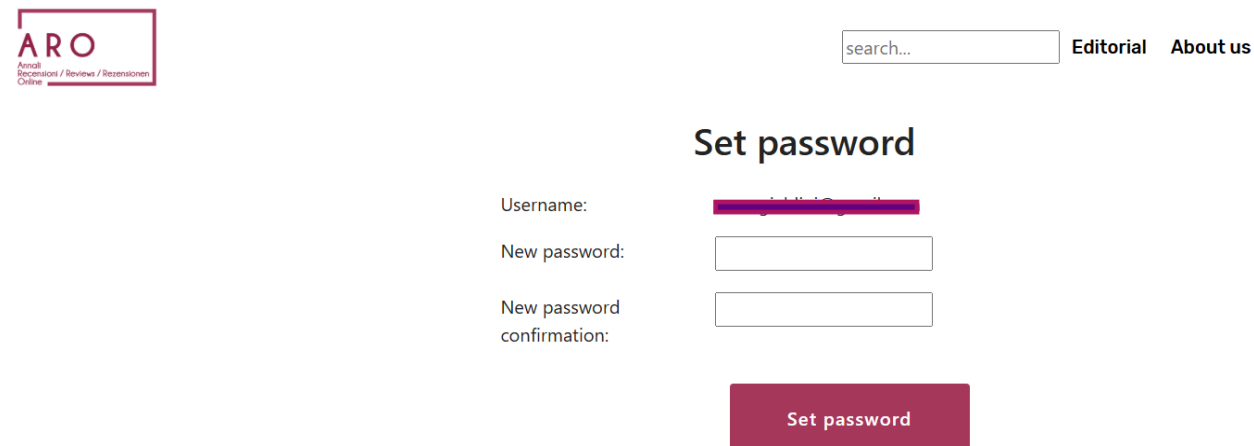 ARO
Annali
Recensioni / Reviews / Rezensionen
Online
search...
Editorial
About us
Set password
Username:
New password:
New password
confirmation:
Set password